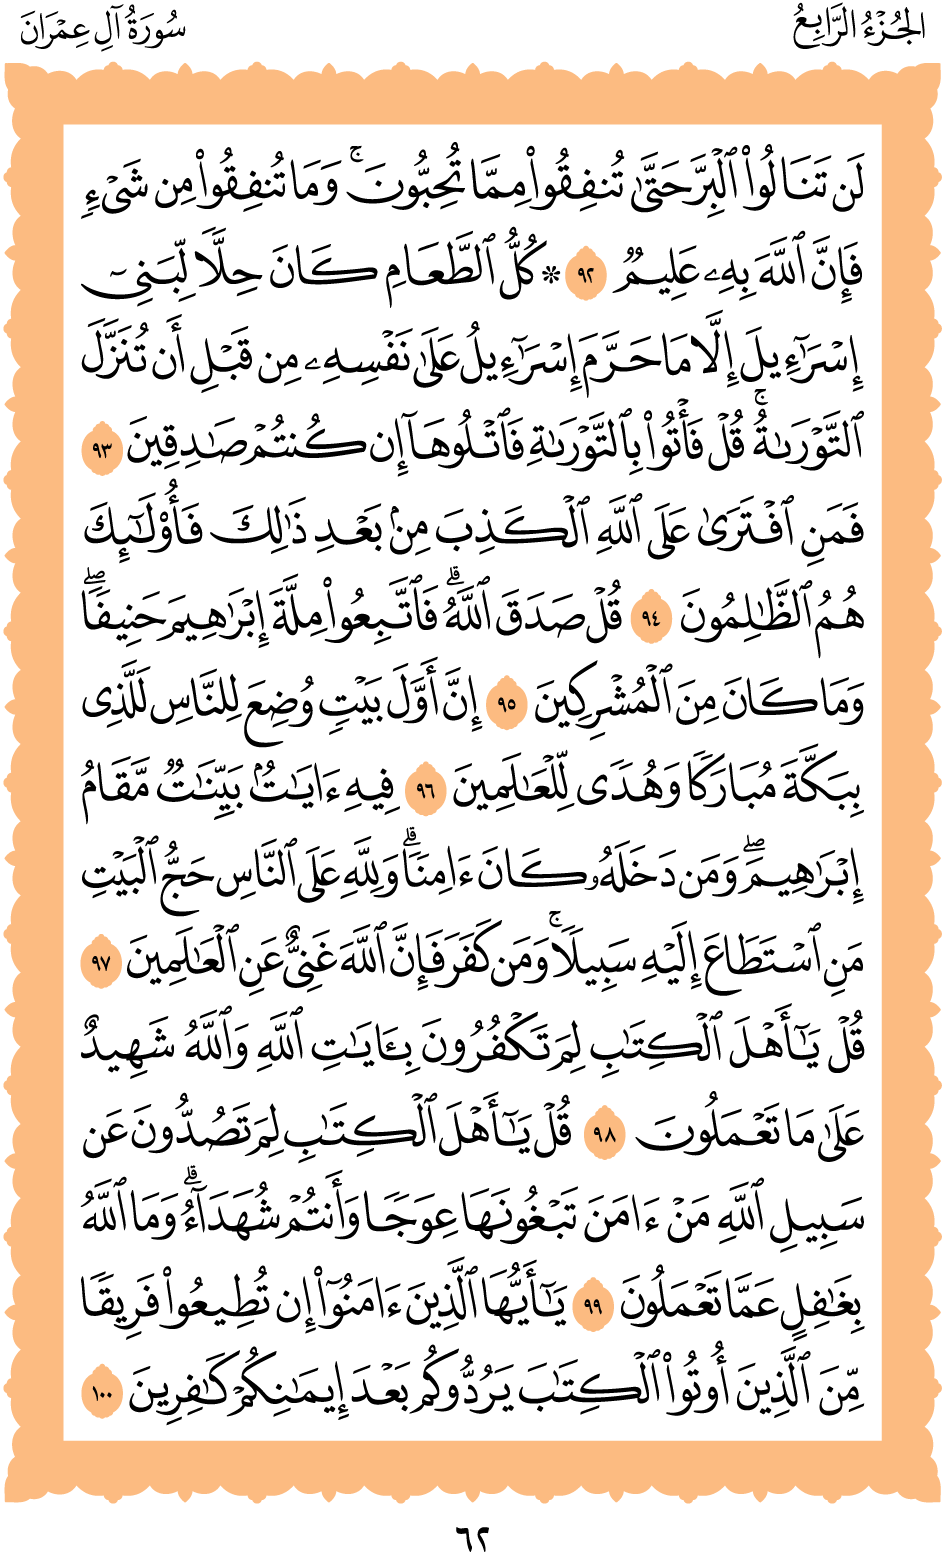 الجُزْءُ الرَّابِعُ
سُورَةُ آلِ عِمْرَانَ
لَن تَنَالُوا۟ ٱلْبِرَّ حَتَّىٰ تُنفِقُوا۟ مِمَّا تُحِبُّونَ ۚ وَمَا تُنفِقُوا۟ مِن شَىْءٍ
فَإِنَّ ٱللَّهَ بِهِۦ عَلِيمٌ ٩٢ * كُلُّ ٱلطَّعَامِ كَانَ حِلًّا لِّبَنِىٓ
إِسْرَٰٓءِيلَ إِلَّا مَا حَرَّمَ إِسْرَٰٓءِيلُ عَلَىٰ نَفْسِهِۦ مِن قَبْلِ أَن تُنَزَّلَ
ٱلتَّوْرَىٰةُ ۚ قُلْ فَأْتُوا۟ بِٱلتَّوْرَىٰةِ فَٱتْلُوهَآ إِن كُنتُمْ صَـٰدِقِينَ ٩٣
فَمَنِ ٱفْتَرَىٰ عَلَى ٱللَّهِ ٱلْكَذِبَ مِنۢ بَعْدِ ذَٰلِكَ فَأُو۟لَـٰٓئِكَ
هُمُ ٱلظَّـٰلِمُونَ ٩٤ قُلْ صَدَقَ ٱللَّهُ ۗ فَٱتَّبِعُوا۟ مِلَّةَ إِبْرَٰهِيمَ حَنِيفًا ۖ
وَمَا كَانَ مِنَ ٱلْمُشْرِكِينَ ٩٥ إِنَّ أَوَّلَ بَيْتٍ وُضِعَ لِلنَّاسِ لَلَّذِى
بِبَكَّةَ مُبَارَكًا وَهُدًى لِّلْعَـٰلَمِينَ ٩٦ فِيهِ ءَايَـٰتٌۢ بَيِّنَـٰتٌ مَّقَامُ
إِبْرَٰهِيمَ ۖ وَمَن دَخَلَهُۥ كَانَ ءَامِنًا ۗ وَلِلَّهِ عَلَى ٱلنَّاسِ حِجُّ ٱلْبَيْتِ
مَنِ ٱسْتَطَاعَ إِلَيْهِ سَبِيلًا ۚ وَمَن كَفَرَ فَإِنَّ ٱللَّهَ غَنِىٌّ عَنِ ٱلْعَـٰلَمِينَ ٩٧
قُلْ يَـٰٓأَهْلَ ٱلْكِتَـٰبِ لِمَ تَكْفُرُونَ بِـَٔايَـٰتِ ٱللَّهِ وَٱللَّهُ شَهِيدٌ
عَلَىٰ مَا تَعْمَلُونَ ٩٨ قُلْ يَـٰٓأَهْلَ ٱلْكِتَـٰبِ لِمَ تَصُدُّونَ عَن
سَبِيلِ ٱللَّهِ مَنْ ءَامَنَ تَبْغُونَهَا عِوَجًا وَأَنتُمْ شُهَدَآءُ ۗ وَمَا ٱللَّهُ
بِغَـٰفِلٍ عَمَّا تَعْمَلُونَ ٩٩ يَـٰٓأَيُّهَا ٱلَّذِينَ ءَامَنُوٓا۟ إِن تُطِيعُوا۟ فَرِيقًا
مِّنَ ٱلَّذِينَ أُوتُوا۟ ٱلْكِتَـٰبَ يَرُدُّوكُم بَعْدَ إِيمَـٰنِكُمْ كَـٰفِرِينَ ١٠٠
٦٢